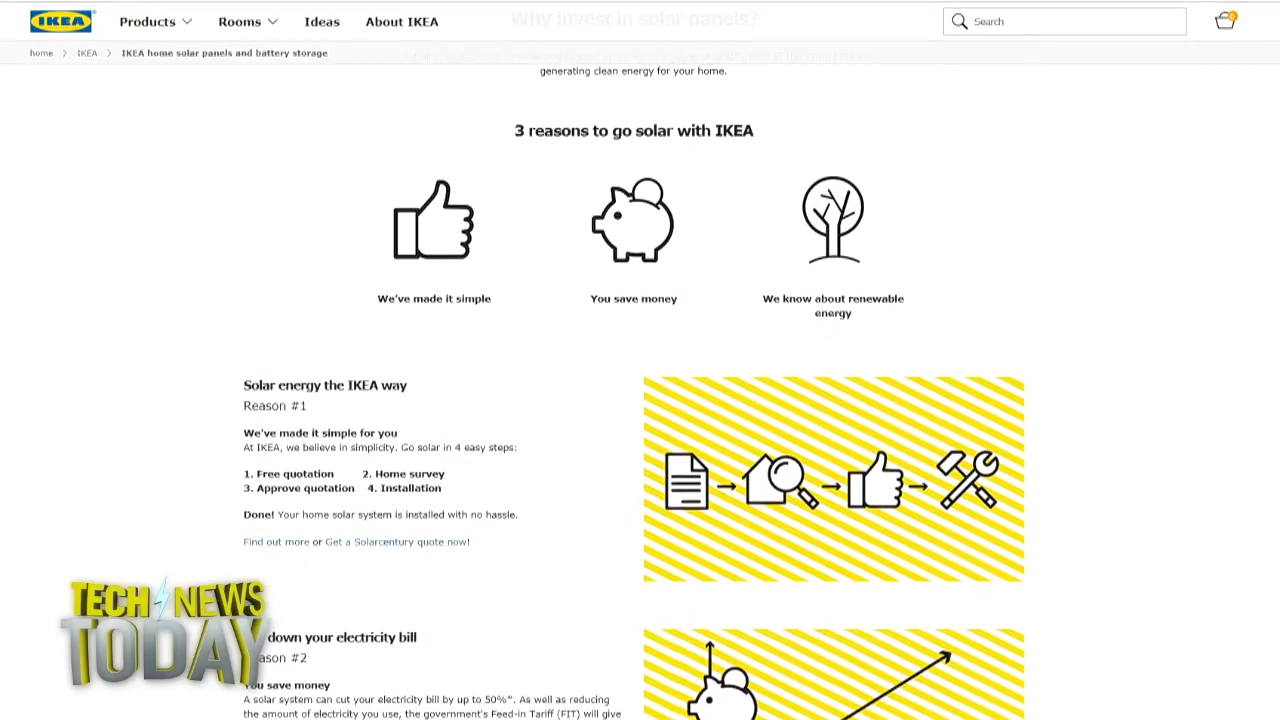 IKEA
Products
Rooms
Ideas
About IKEA
Why invest in solar panels?
Search
0
home > IKEA > IKEA home solar panels and battery storage
generating clean energy for your home.
3 reasons to go solar with IKEA
We've made it simple
You save money
We know about renewable
energy
Solar energy the IKEA way
Reason #1
We've made it simple for you
At IKEA, we believe in simplicity. Go solar in 4 easy steps:
1. Free quotation 2. Home survey
3. Approve quotation 4. Installation
Done! Your home solar system is installed with no hassle.
Find out more or Get a Solarcentury quote now!
TECH NEWS
TODAY
down your electricity bill
#2
You save money
A solar system can cut your electricity bill by up to 50%*. As well as reducing
the amount of electricity you use, the government's Feed-in Tariff (FIT) will give